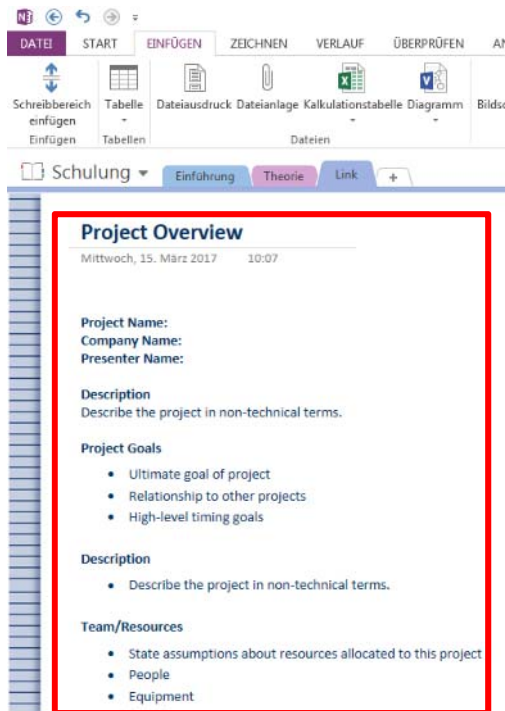 DATEI START EINFÜGEN ZEICHNEN VERLAUF ÜBERPRÜFEN
Schreibbereich einfügen Tabelle Dateiausdruck Dateianlage Kalkulationstabelle Diagramm
Einfügen Tabellen Dateien
Schulung Einführung Theorie Link +
Project Overview
Mittwoch, 15. März 2017 10:07
Project Name:
Company Name:
Presenter Name:
Description
Describe the project in non-technical terms.
Project Goals
• Ultimate goal of project
• Relationship to other projects
• High-level timing goals
Description
• Describe the project in non-technical terms.
Team/Resources
• State assumptions about resources allocated to this project
• People
• Equipment